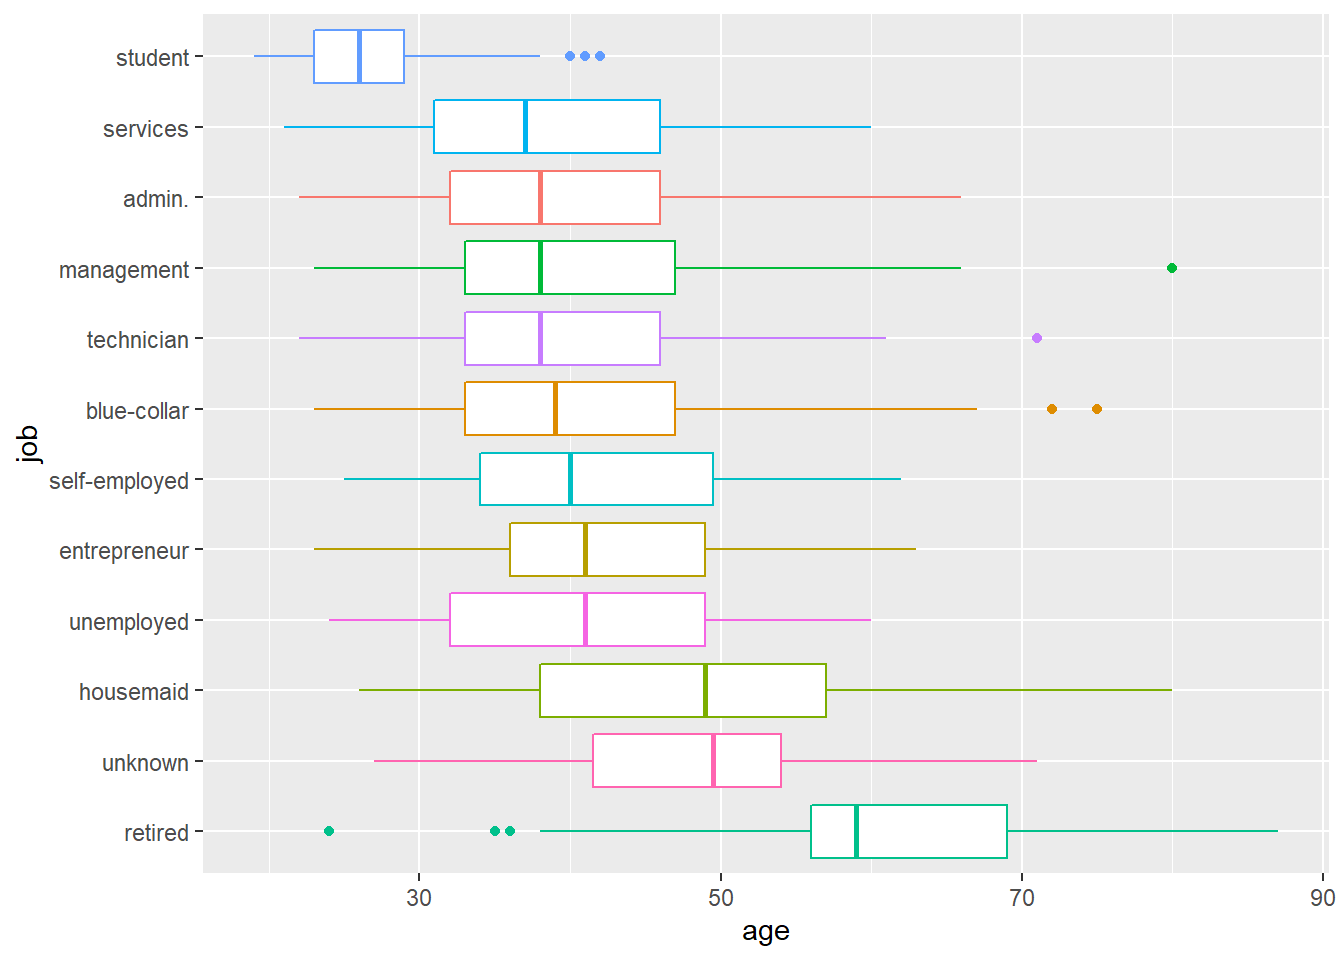 student
services
admin.
management
technician
blue-collar
self-employed
entrepreneur
unemployed
housemaid
unknown
retired
job
30 50 70 90
age